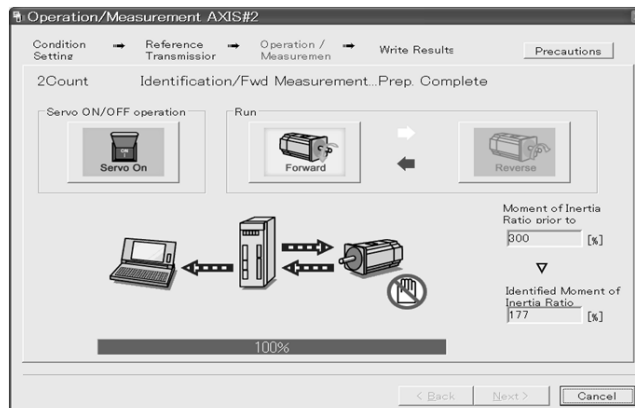 Operation/Measurement AXIS#2
Condition Setting
Reference Transmissior
Operation / Measuremen
Write Results
Precautions
2Count
Identification/Fwd Measurement...Prep. Complete
Servo ON/OFF operation
Run
Servo On
Forward
Reverse
Moment of Inertia
Ratio prior to
300 [%]
Identified Moment of
Inertia Ratio
177 [%]
100%
< Back
Next >
Cancel